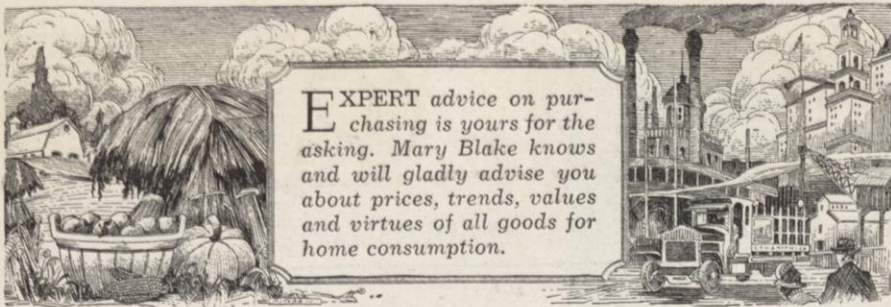 EXPERT advice on pur-
chasing is yours for the
asking. Mary Blake knows
and will gladly advise you
about prices, trends, values
and virtues of all goods for
home consumption.